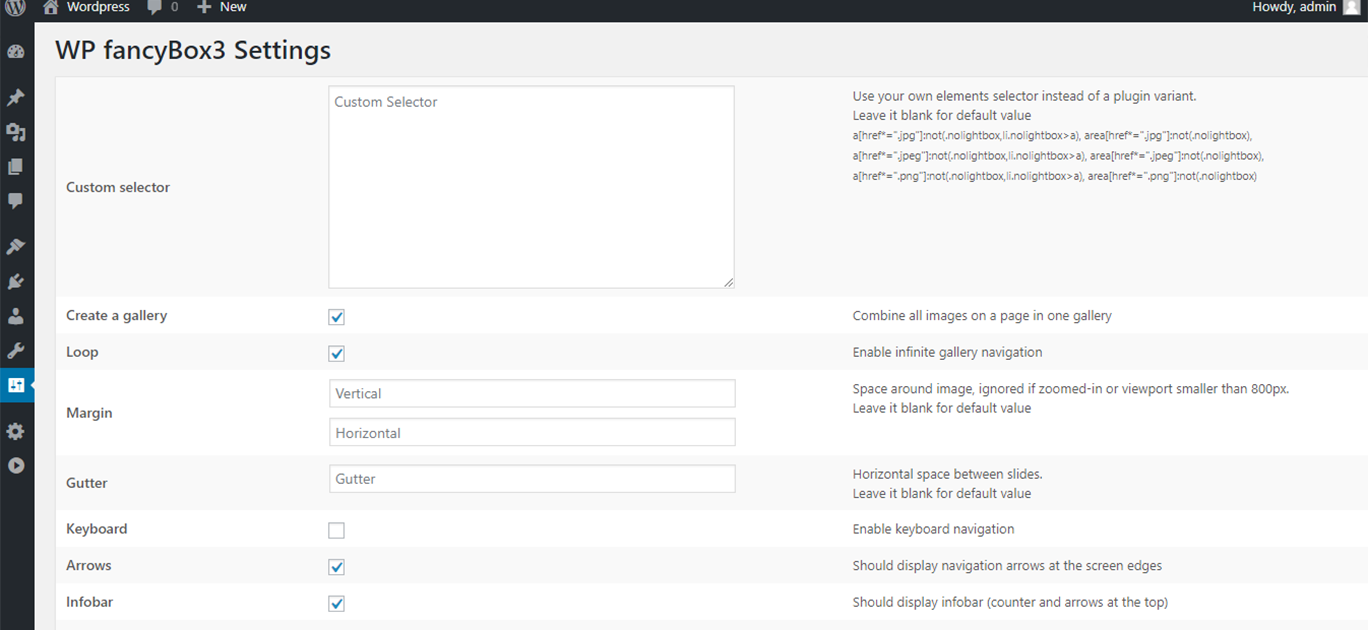 Wordpress 0 New Howdy, admin
WP fancyBox3 Settings
Custom selector
Custom Selector
Use your own elements selector instead of a plugin variant.
Leave it blank for default value
a[href*=".jpg"]:not(.nolightbox,li.nolightbox>a), area[href*=".jpg"]:not(.nolightbox),
a[href*=".jpeg"]:not(.nolightbox,li.nolightbox>a), area[href*=".jpeg"]:not(.nolightbox),
a[href*=".png"]:not(.nolightbox,li.nolightbox>a), area[href*=".png"]:not(.nolightbox)
Create a gallery
Combine all images on a page in one gallery
Loop
Enable infinite gallery navigation
Margin
Vertical
Horizontal
Space around image, ignored if zoomed-in or viewport smaller than 800px.
Leave it blank for default value
Gutter
Gutter
Horizontal space between slides.
Leave it blank for default value
Keyboard
Enable keyboard navigation
Arrows
Should display navigation arrows at the screen edges
Infobar
Should display infobar (counter and arrows at the top)